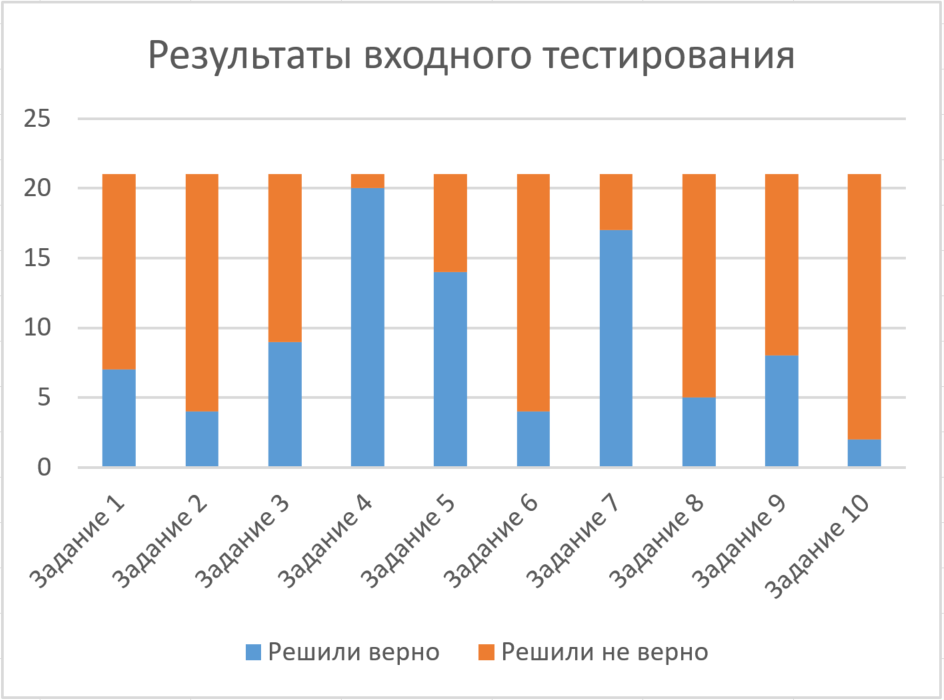 Результаты входного тестирования
25
20
15
10
5
0
Задание 1
Задание 2
Задание 3
Задание 4
Задание 5
Задание 6
Задание 7
Задание 8
Задание 9
Задание 10
Решили верно
Решили не верно